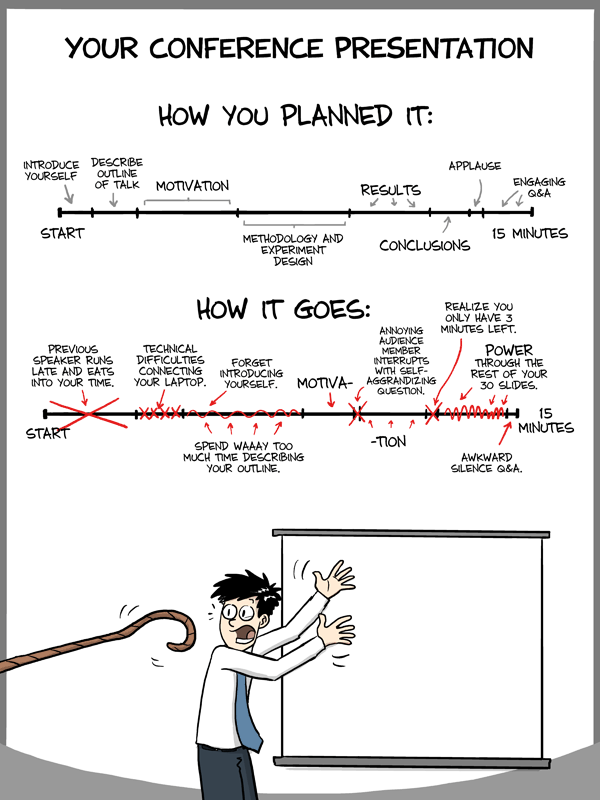 YOUR CONFERENCE PRESENTATION
HOW YOU PLANNED IT:
INTRODUCE
YOURSELF
DESCRIBE
OUTLINE
OF TALK
MOTIVATION
RESULTS
APPLAUSE
ENGAGING
Q&A
START
METHODOLOGY AND
EXPERIMENT
DESIGN
CONCLUSIONS
15 MINUTES
HOW IT GOES:
PREVIOUS
SPEAKER RUNS
LATE AND EATS
INTO YOUR TIME.
TECHNICAL
DIFFICULTIES
CONNECTING
YOUR LAPTOP.
FORGET
INTRODUCING
YOURSELF.
MOTIVA-
ANNOYING
AUDIENCE
MEMBER
INTERRUPTS
WITH SELF-
AGGRANDIZING
QUESTION.
REALIZE YOU
ONLY HAVE 3
MINUTES LEFT.
POWER
THROUGH THE
REST OF YOUR
30 SLIDES.
START
SPEND WAAAY TOO
MUCH TIME DESCRIBING
YOUR OUTLINE.
-TION
AWKWARD
SILENCE Q&A.
15
MINUTES